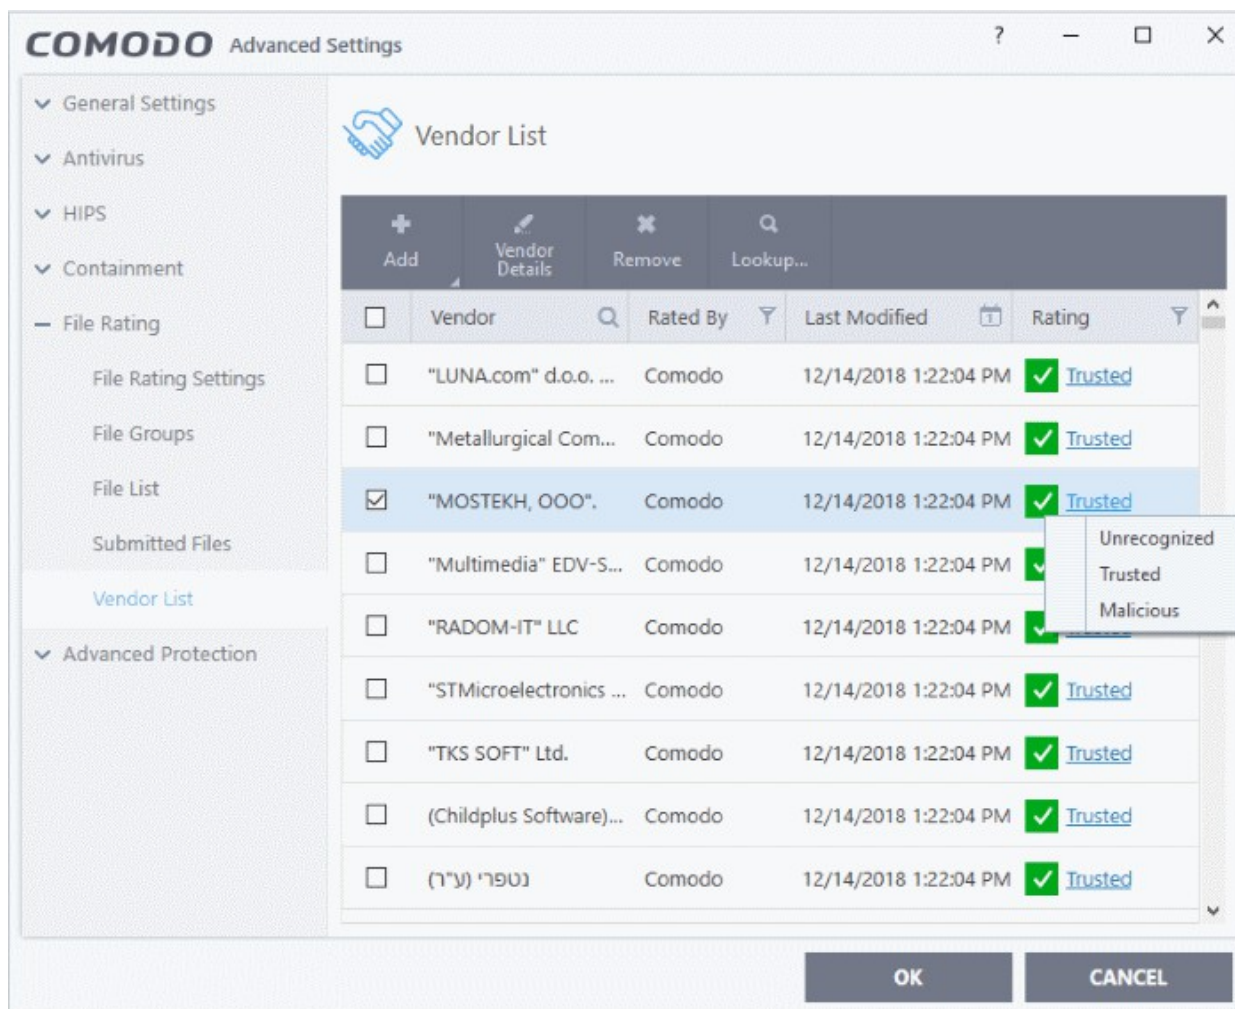 COMODO Advanced Settings ?
General Settings
Antivirus
HIPS
Containment
File Rating
File Rating Settings
File Groups
File List
Submitted Files
Vendor List
Advanced Protection
Vendor List
Add
Vendor
Details
Remove
Lookup...
Vendor Rated By Last Modified 1 Rating
"LUNA.com" d.o.o. ... Comodo 12/14/2018 1:22:04 PM Trusted
"Metallurgical Com... Comodo 12/14/2018 1:22:04 PM Trusted
"MOSTEKH, OOO". Comodo 12/14/2018 1:22:04 PM Trusted
Unrecognized
Trusted
Malicious
"Multimedia" EDV-S... Comodo 12/14/2018 1:22:04 PM
"RADOM-IT" LLC Comodo 12/14/2018 1:22:04 PM
"STMicroelectronics ... Comodo 12/14/2018 1:22:04 PM Trusted
"TKS SOFT" Ltd. Comodo 12/14/2018 1:22:04 PM Trusted
(Childplus Software)... Comodo 12/14/2018 1:22:04 PM Trusted
נטפרי (ע"ר) Comodo 12/14/2018 1:22:04 PM Trusted
OK
CANCEL